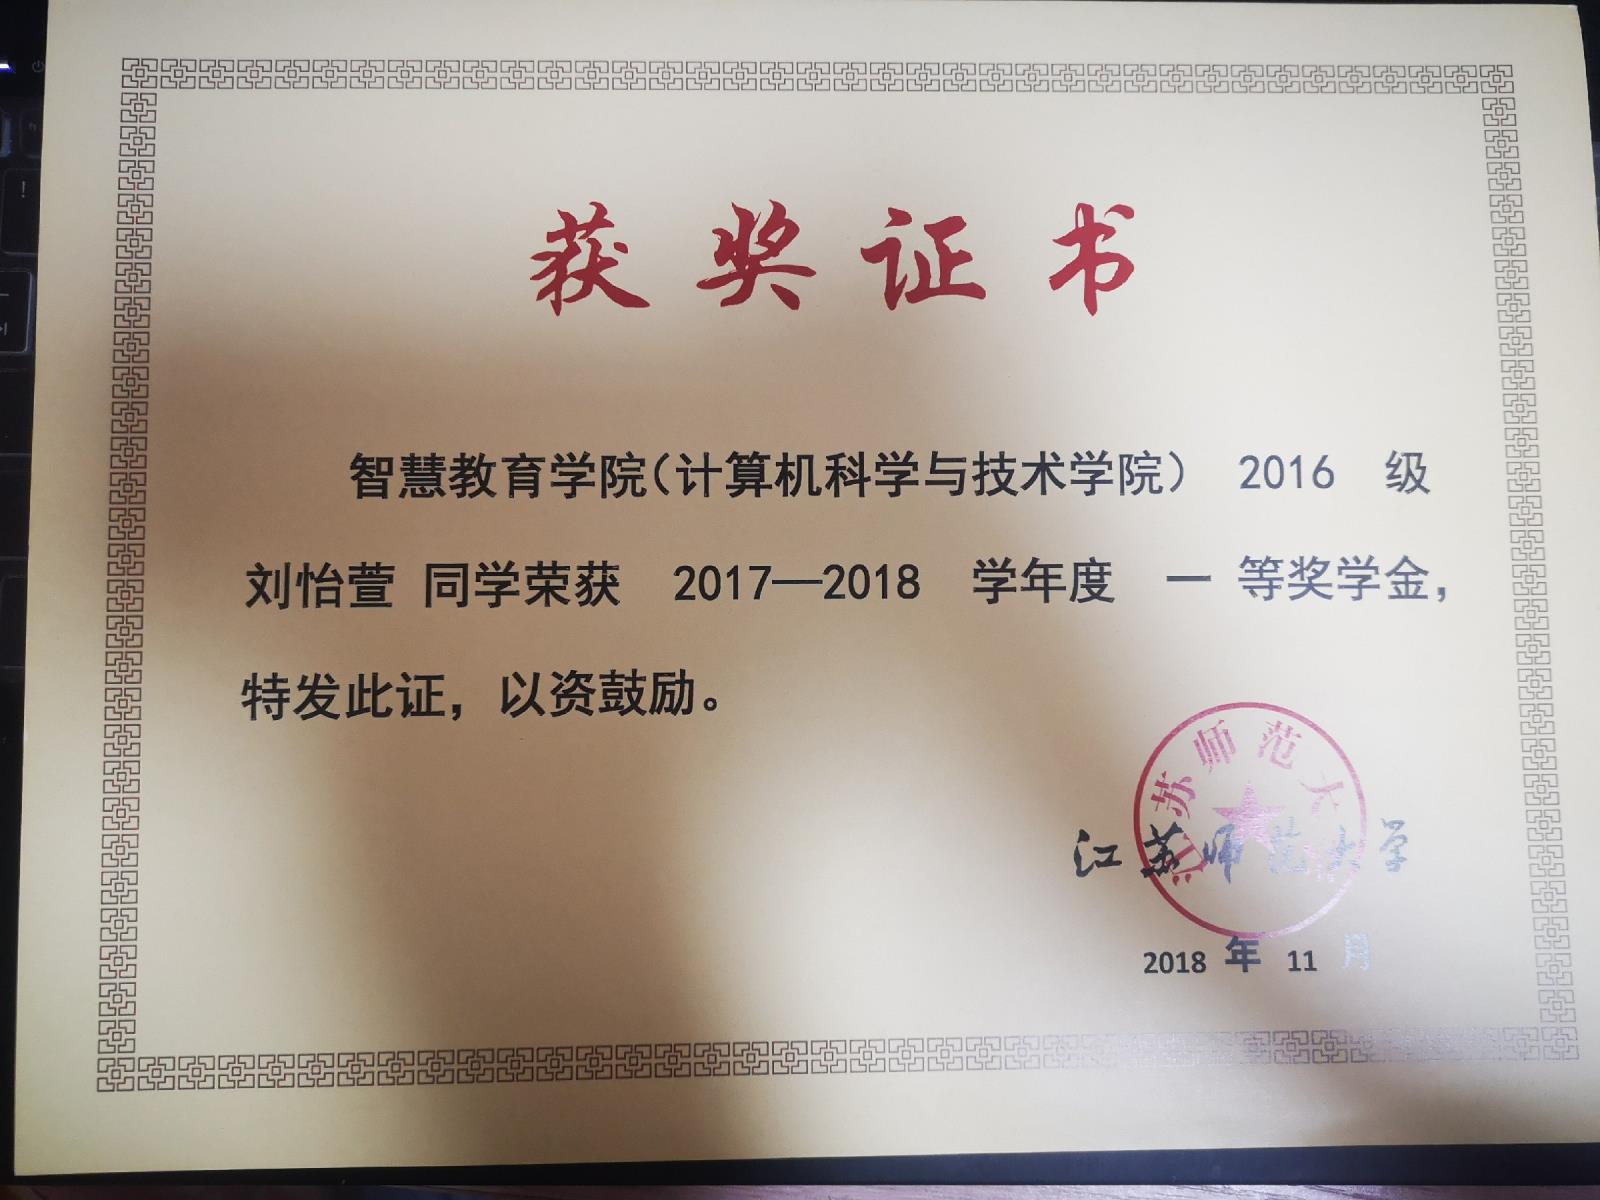 获奖证书
智慧教育学院（计算机科学与技术学院） 2016 级
刘怡萱 同学荣获 2017—2018 学年度 一 等奖学金，
特发此证，以资鼓励。
江苏师范大学
江苏师范大学
2018 年 11 月